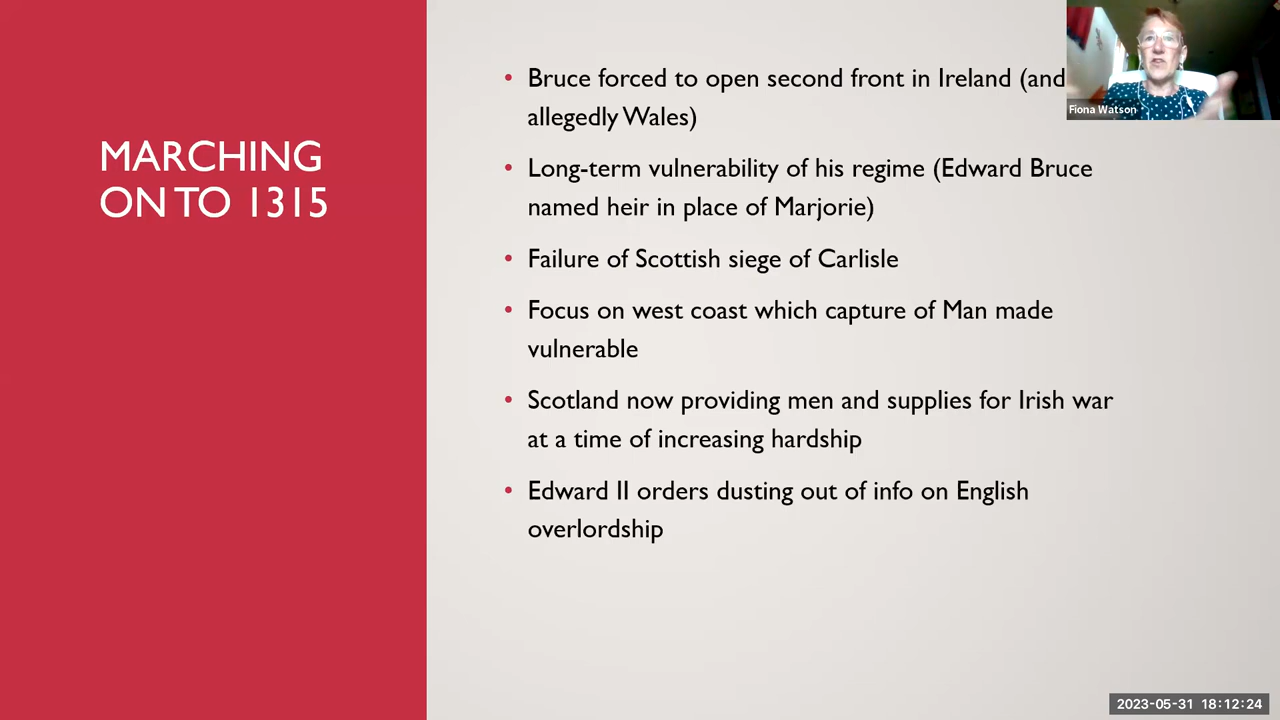 MARCHING
ON TO 1315
• Bruce forced to open second front in Ireland (and
allegedly Wales)
• Long-term vulnerability of his regime (Edward Bruce
named heir in place of Marjorie)
• Failure of Scottish siege of Carlisle
• Focus on west coast which capture of Man made
vulnerable
• Scotland now providing men and supplies for Irish war
at a time of increasing hardship
• Edward II orders dusting out of info on English
overlordship
Fiona Watson
2023-05-31 18:12:24